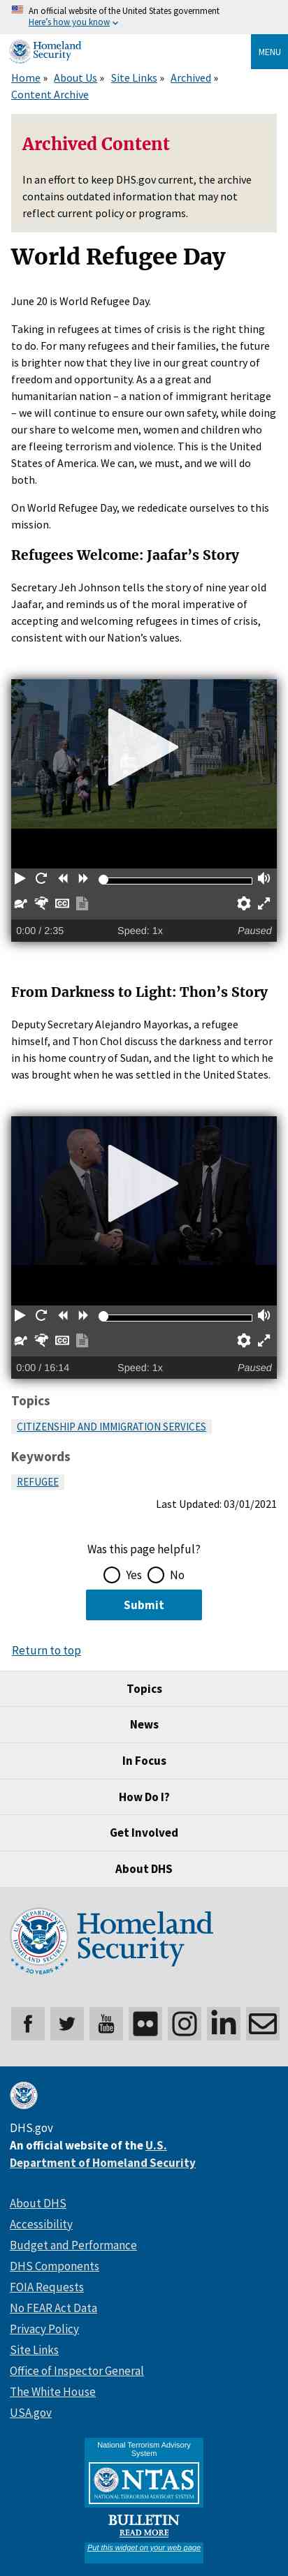 An official website of the United States government
Here's how you know
Homeland
Security
MENU
Home » About Us » Site Links » Archived »
Content Archive
Archived Content
In an effort to keep DHS.gov current, the archive
contains outdated information that may not
reflect current policy or programs.
World Refugee Day
June 20 is World Refugee Day.
Taking in refugees at times of crisis is the right thing
to do. For many refugees and their families, the future
is brighter now that they live in our great country of
freedom and opportunity. As a a great and
humanitarian nation – a nation of immigrant heritage
– we will continue to ensure our own safety, while doing
our share to welcome men, women and children who
are fleeing terrorism and violence. This is the United
States of America. We can, we must, and we will do
both.
On World Refugee Day, we rededicate ourselves to this
mission.
Refugees Welcome: Jaafar's Story
Secretary Jeh Johnson tells the story of nine year old
Jaafar, and reminds us of the moral imperative of
accepting and welcoming refugees in times of crisis,
consistent with our Nation's values.
CC
0:00 / 2:35 Speed: 1x Paused
From Darkness to Light: Thon's Story
Deputy Secretary Alejandro Mayorkas, a refugee
himself, and Thon Chol discuss the darkness and terror
in his home country of Sudan, and the light to which he
was brought when he was settled in the United States.
CC
0:00 / 16:14 Speed: 1x Paused
Topics
CITIZENSHIP AND IMMIGRATION SERVICES
Keywords
REFUGEE
Last Updated: 03/01/2021
Was this page helpful?
Yes No
Submit
Return to top
Topics
News
In Focus
How Do I?
Get Involved
About DHS
Homeland
Security
20 YEARS
You
Tube
in
DHS.gov
An official website of the U.S.
Department of Homeland Security
About DHS
Accessibility
Budget and Performance
DHS Components
FOIA Requests
No FEAR Act Data
Privacy Policy
Site Links
Office of Inspector General
The White House
USA.gov
National Terrorism Advisory
System
NTAS
NATIONAL TERRORISM ADVISORY SYSTEM
BULLETIN
READ MORE
Put this widget on your web page